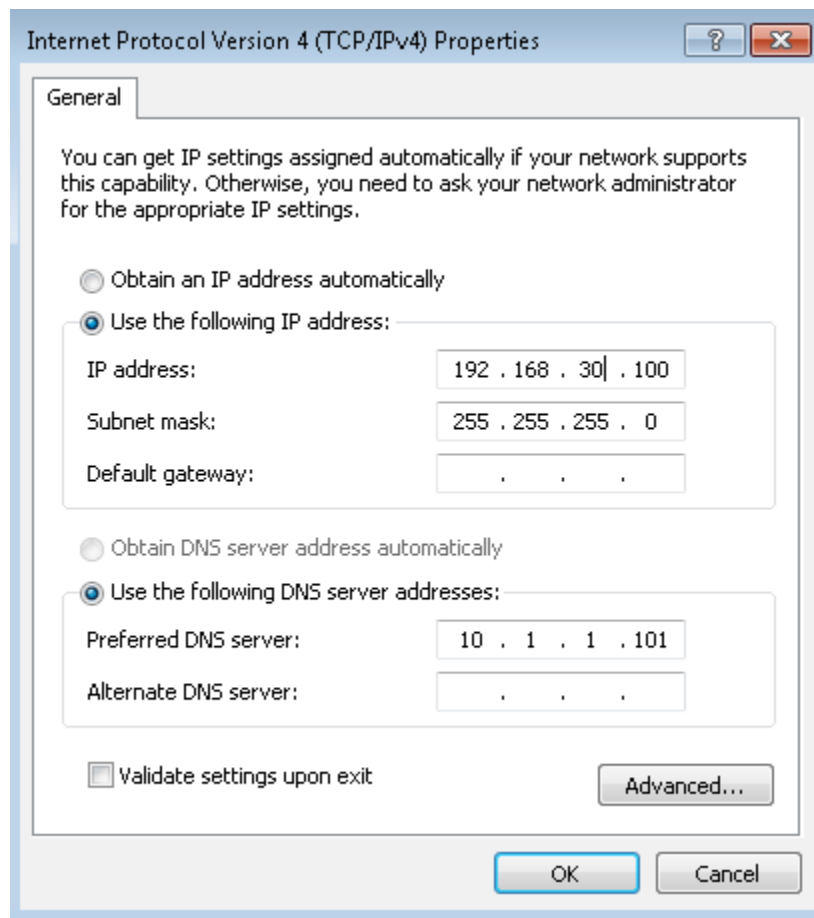 Internet Protocol Version 4 (TCP/IPv4) Properties
?
General
You can get IP settings assigned automatically if your network supports
this capability. Otherwise, you need to ask your network administrator
for the appropriate IP settings.
Obtain an IP address automatically
Use the following IP address:
IP address: 192 . 168 . 30 . 100
Subnet mask: 255 . 255 . 255 . 0
Default gateway: . . .
Obtain DNS server address automatically
Use the following DNS server addresses:
Preferred DNS server: 10 . 1 . 1 . 101
Alternate DNS server: . . .
Validate settings upon exit
Advanced...
OK Cancel